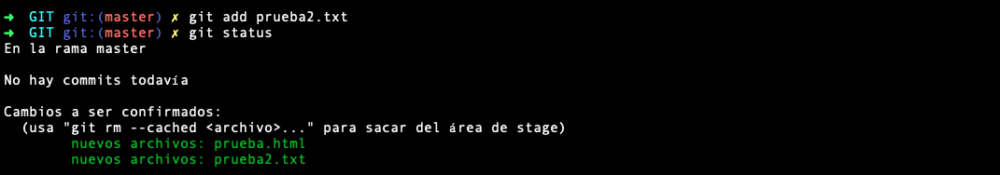 ➜ GIT git:(master) ✗ git add prueba2.txt
➜ GIT git:(master) ✗ git status
En la rama master
No hay commits todavía
Cambios a ser confirmados:
(usa "git rm --cached <archivo>..." para sacar del área de stage)
nuevos archivos: prueba.html
nuevos archivos: prueba2.txt